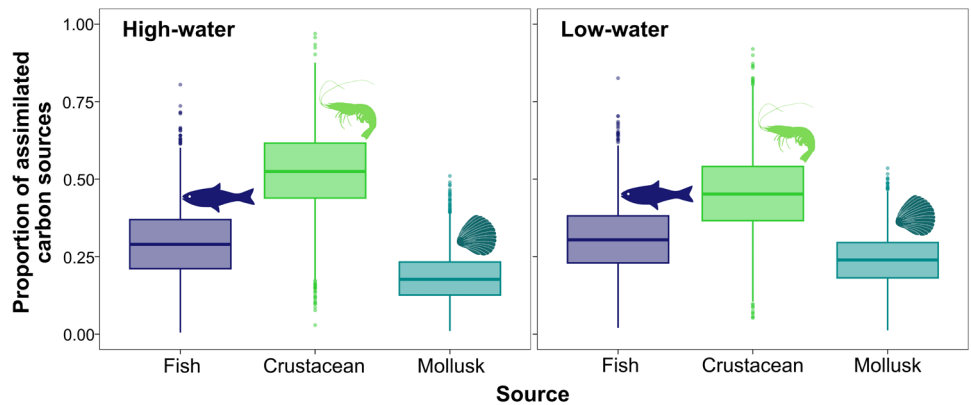 High-water
Low-water
Proportion of assimilated
carbon sources
1.00
0.75
0.50
0.25
0.00
Fish Crustacean Mollusk
Fish Crustacean Mollusk
Source